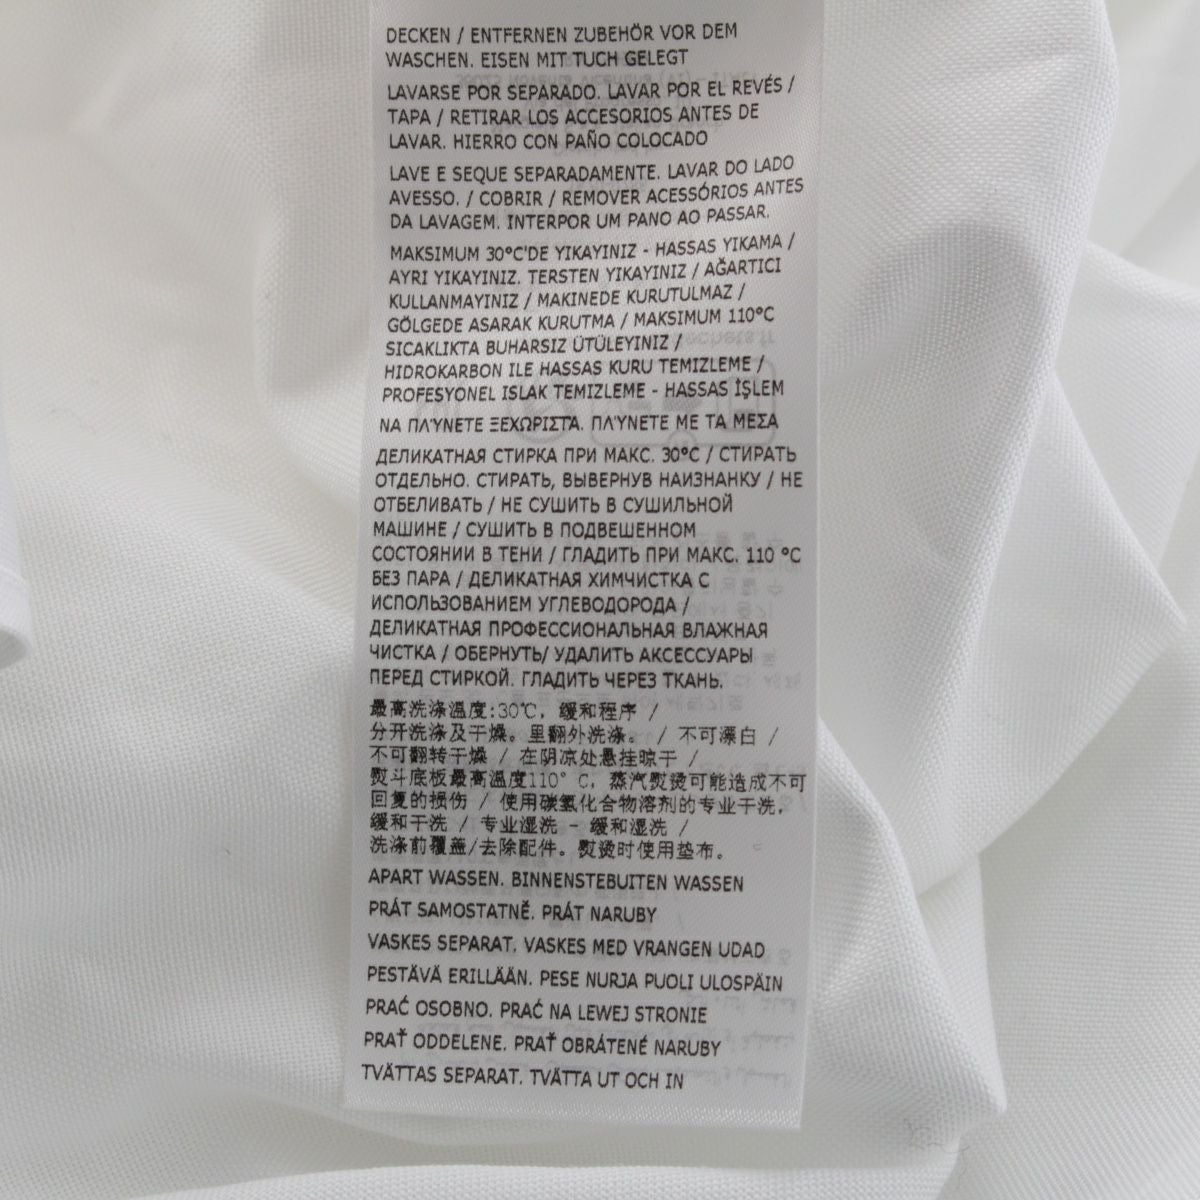 DECKEN / ENTFERNEN ZUBEHÖR VOR DEM
WASCHEN. EISEN MIT TUCH GELEGT
LAVARSE POR SEPARADO. LAVAR POR EL REVÉS /
TAPA / RETIRAR LOS ACCESORIOS ANTES DE
LAVAR. HIERRO CON PAÑO COLOCADO
LAVE E SEQUE SEPARADAMENTE. LAVAR DO LADO
AVESSO. / COBRIR / REMOVER ACESSÓRIOS ANTES
DA LAVAGEM. INTERPOR UM PANO AO PASSAR.
MAKSIMUM 30°C'DE YIKAYINIZ - HASSAS YIKAMA /
AYRI YIKAYINIZ. TERSTEN YIKAYINIZ / AĞARTICI
KULLANMAYINIZ / MAKINEDE KURUTULMAZ /
GÖLGEDE ASARAK KURUTMA / MAKSIMUM 110°C
SICAKLIKTA BUHARSIZ ÜTÜLEYINIZ /
HIDROKARBON ILE HASSAS KURU TEMIZLEME /
PROFESYONEL ISLAK TEMIZLEME - HASSAS İŞLEM
ΝΑ ΠΛΎΝΕΤΕ ΞΕΧΩΡΙΣΤΑ. ΠΛΎΝΕΤΕ ΜΕ ΤΑ ΜΕΣΑ
ДЕЛИКАТНАЯ СТИРКА ПРИ МАКС. 30°C / СТИРАТЬ
ОТДЕЛЬНО. СТИРАТЬ, ВЫВЕРНУВ НАИЗНАНКУ / НЕ
ОТБЕЛИВАТЬ / НЕ СУШИТЬ В СУШИЛЬНОЙ
МАШИНЕ / СУШИТЬ В ПОДВЕШЕННОМ
СОСТОЯНИИ В ТЕНИ / ГЛАДИТЬ ПРИ МАКС. 110 °C
БЕЗ ПАРА / ДЕЛИКАТНАЯ ХИМЧИСТКА С
ИСПОЛЬЗОВАНИЕМ УГЛЕВОДОРОДА /
ДЕЛИКАТНАЯ ПРОФЕССИОНАЛЬНАЯ ВЛАЖНАЯ
ЧИСТКА / ОБЕРНУТЬ/ УДАЛИТЬ АКСЕССУАРЫ
ПЕРЕД СТИРКОЙ. ГЛАДИТЬ ЧЕРЕЗ ТКАНЬ.
最高洗涤温度:30℃，缓和程序 /
分开洗涤及干燥。里翻外洗涤。 / 不可漂白 /
不可翻转干燥 / 在阴凉处悬挂晾干 /
熨斗底板最高温度110° C，蒸汽熨烫可能造成不可
回复的损伤 / 使用碳氢化合物溶剂的专业干洗，
缓和干洗 / 专业湿洗 - 缓和湿洗 /
洗涤前覆盖/去除配件。熨烫时使用垫布。
APART WASSEN. BINNENSTEBUITEN WASSEN
PRÁT SAMOSTATNĚ. PRÁT NARUBY
VASKES SEPARAT. VASKES MED VRANGEN UDAD
PESTÄVÄ ERILLÄÄN. PESE NURJA PUOLI ULOSPÄIN
PRAĆ OSOBNO. PRAĆ NA LEWEJ STRONIE
PRAŤ ODDELENE. PRAŤ OBRÁTENÉ NARUBY
TVÄTTAS SEPARAT. TVÄTTA UT OCH IN